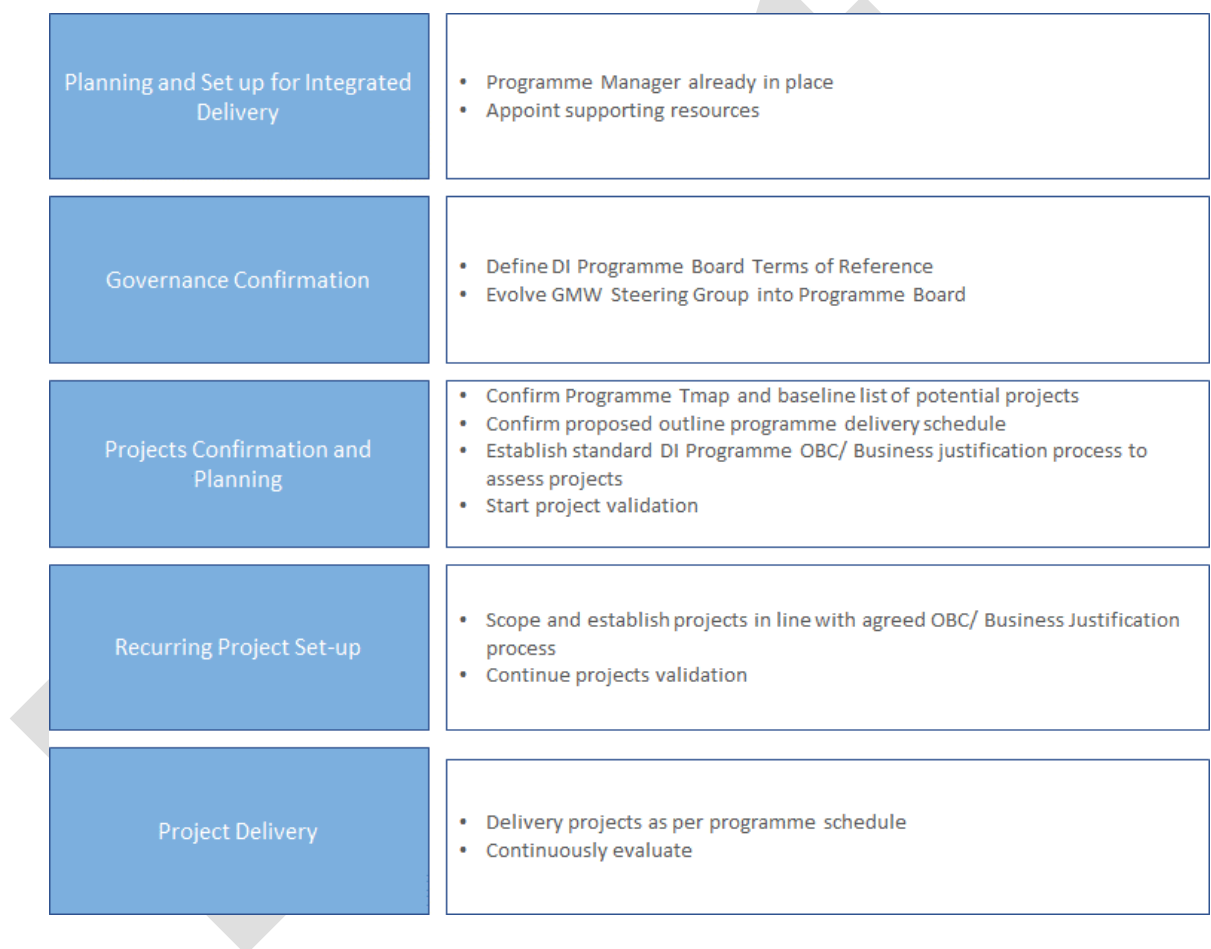 Planning and Set up for Integrated
Delivery
• Programme Manager already in place
• Appoint supporting resources
Governance Confirmation
• Define DI Programme Board Terms of Reference
• Evolve GMW Steering Group into Programme Board
Projects Confirmation and
Planning
• Confirm Programme Tmap and baseline list of potential projects
• Confirm proposed outline programme delivery schedule
• Establish standard DI Programme OBC/ Business justification process to
assess projects
• Start project validation
Recurring Project Set-up
• Scope and establish projects in line with agreed OBC/ Business Justification
process
• Continue projects validation
Project Delivery
• Delivery projects as per programme schedule
• Continuously evaluate